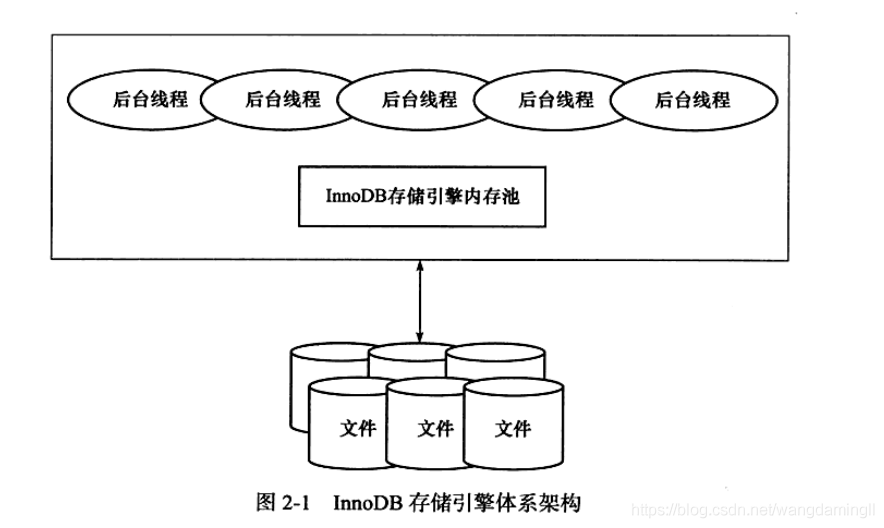 后台线程 后台线程 后台线程 后台线程 后台线程
InnoDB存储引擎内存池
文件 文件 文件
图 2-1 InnoDB 存储引擎体系架构
https://blog.csdn.net/wangdamingll